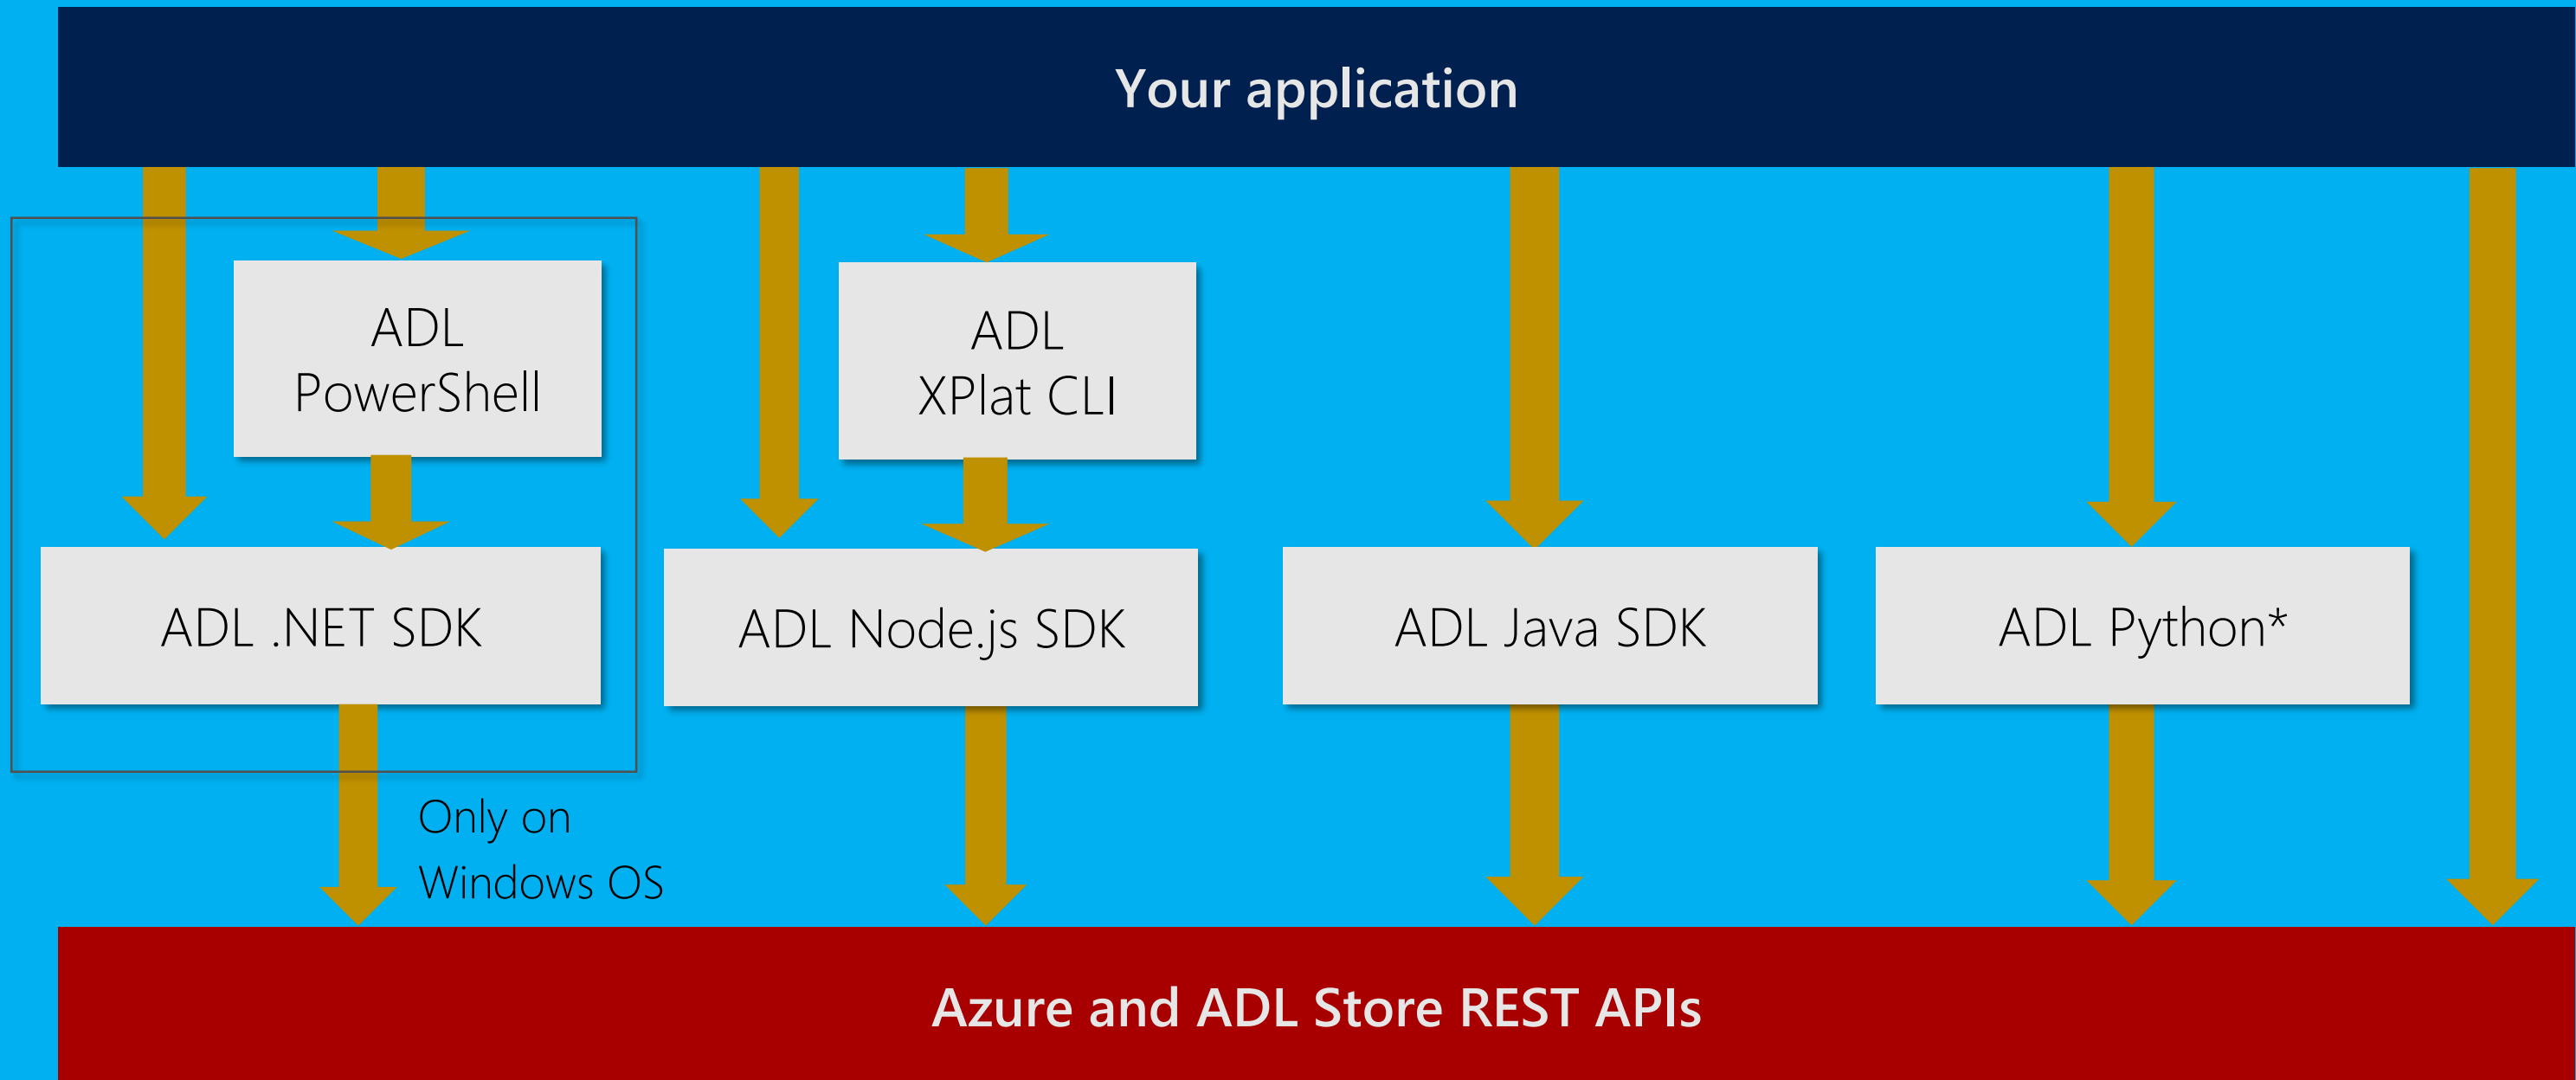 Your application
ADL
PowerShell
ADL
XPlat CLI
ADL .NET SDK
ADL Node.js SDK
ADL Java SDK
ADL Python*
Only on
Windows OS
Azure and ADL Store REST APIs